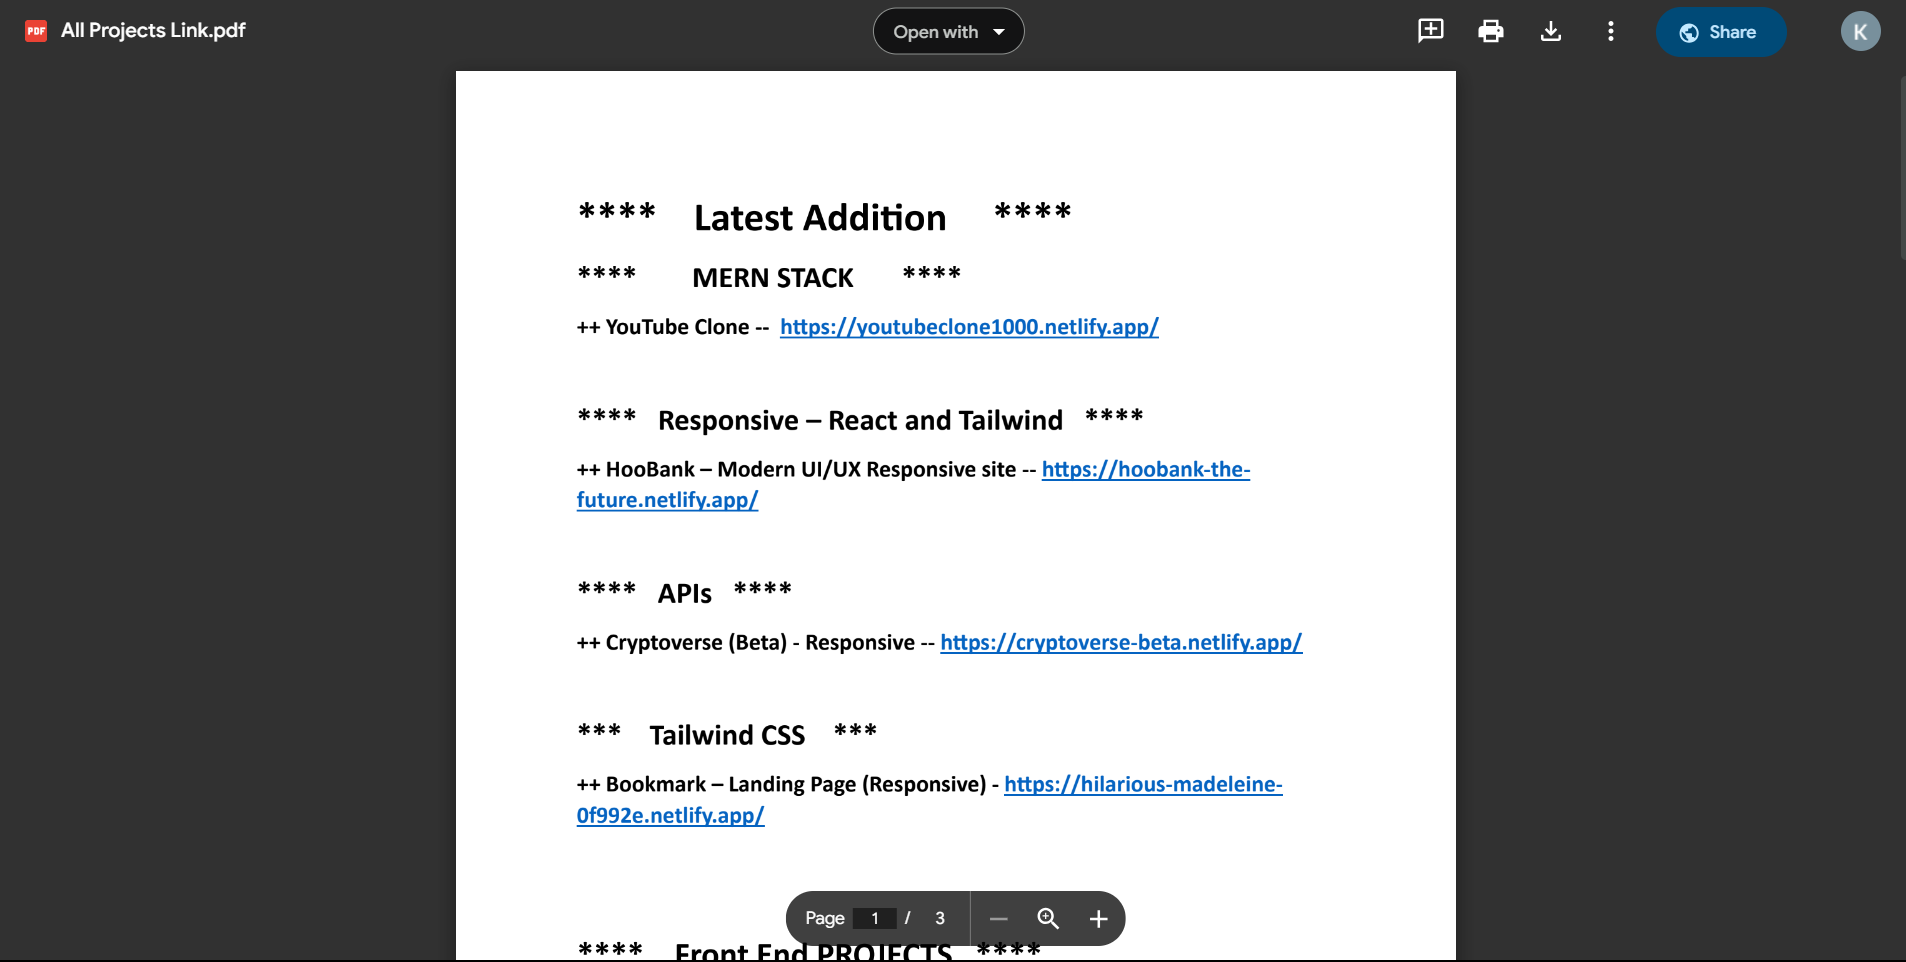 PDF All Projects Link.pdf
Open with
Share
K
**** Latest Addition ****
**** MERN STACK ****
++ YouTube Clone -- https://youtubeclone1000.netlify.app/
**** Responsive – React and Tailwind ****
++ HooBank – Modern UI/UX Responsive site -- https://hoobank-the-
future.netlify.app/
**** APIs ****
++ Cryptoverse (Beta) - Responsive -- https://cryptoverse-beta.netlify.app/
*** Tailwind CSS ***
++ Bookmark – Landing Page (Responsive) - https://hilarious-madeleine-
0f992e.netlify.app/
Page 1 / 3
**** Front End PROJECTS ****